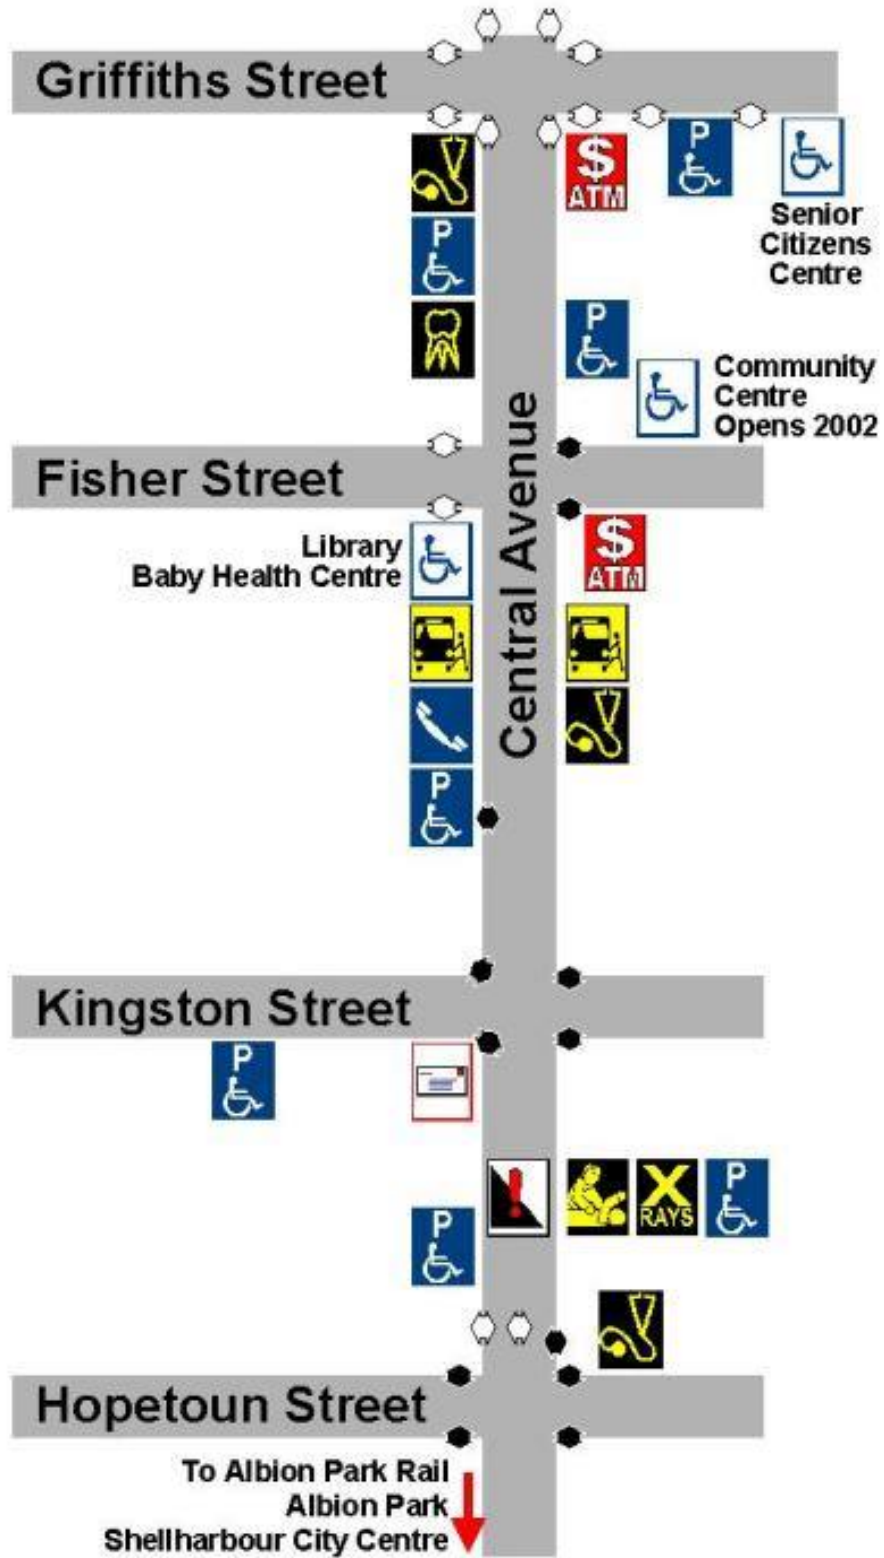 Griffiths Street
$
ATM
P
P
Senior
Citizens
Centre
P
Community
Centre
Opens 2002
Fisher Street
Central Avenue
Library
Baby Health Centre
$
ATM
P
Kingston Street
P
!
X
RAYS
P
P
Hopetoun Street
To Albion Park Rail
Albion Park
Shellharbour City Centre